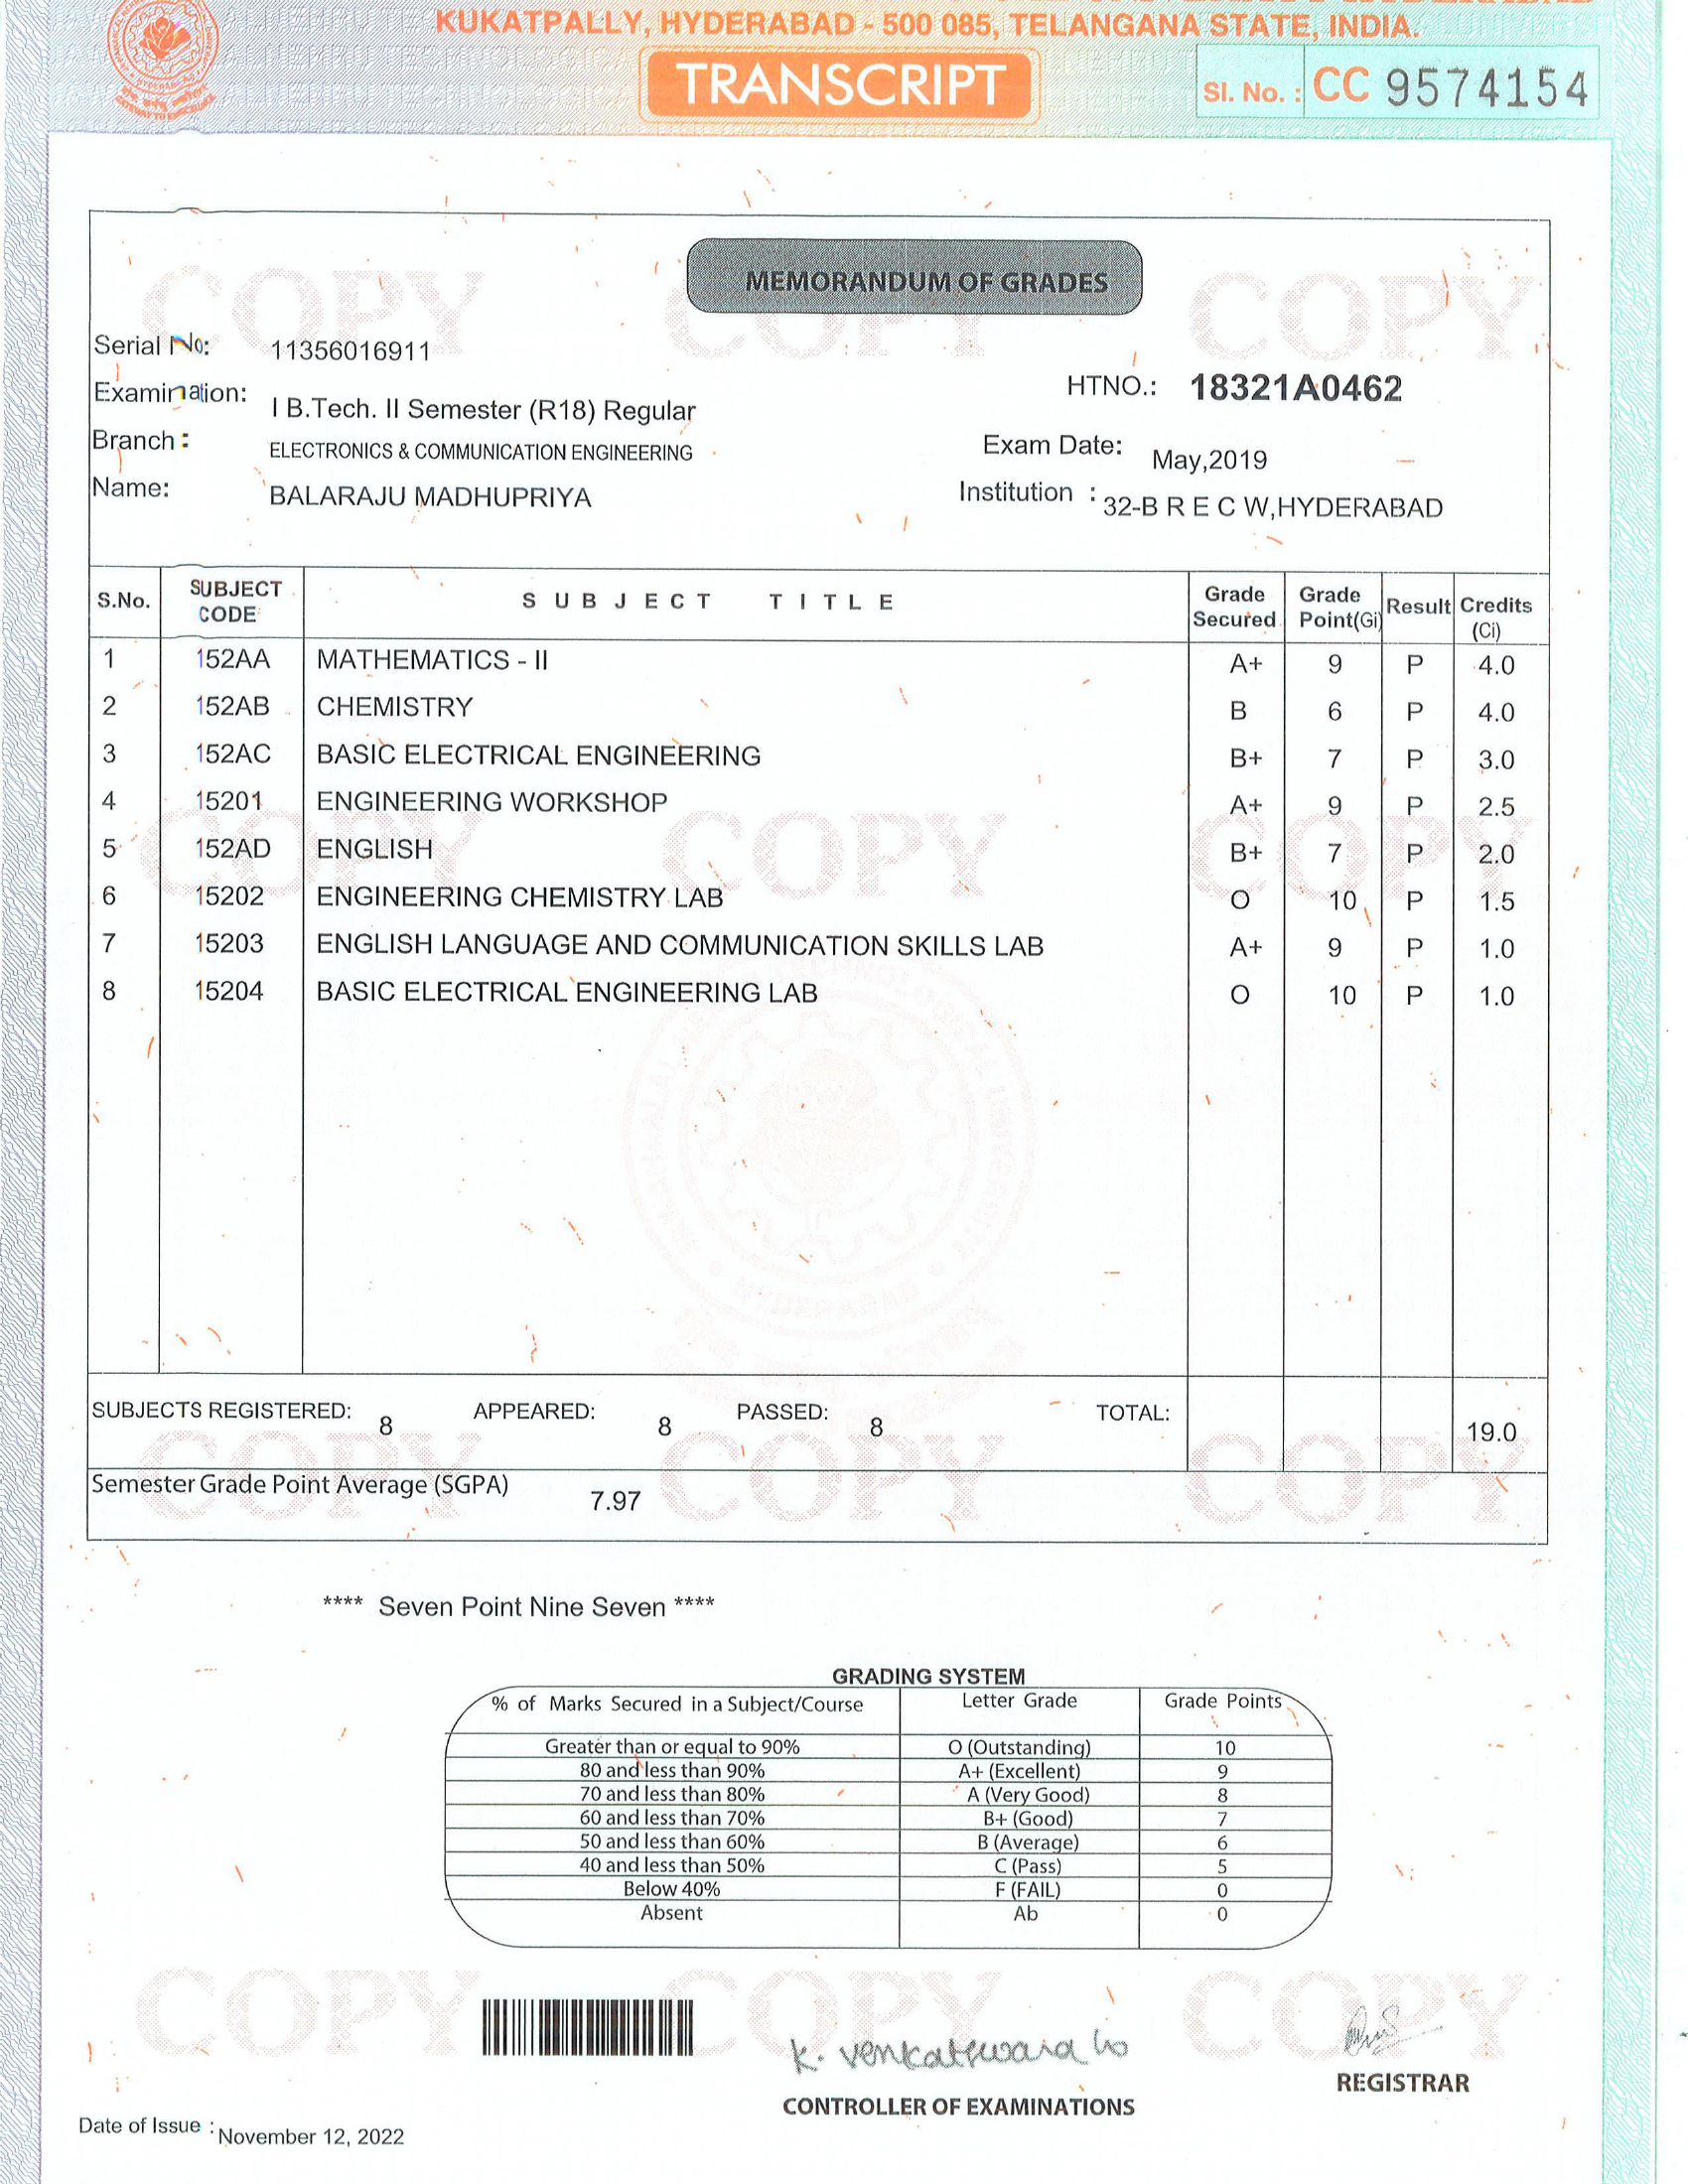 KUKATPALLY, HYDERABAD - 500 085, TELANGANA STATE, INDIA.
TRANSCRIPT
Sl. No. : CC 9574154
MEMORANDUM OF GRADES
Serial No: 11356016911
HTNO.: 18321A0462
Examination: I B.Tech. II Semester (R18) Regular
Branch : ELECTRONICS & COMMUNICATION ENGINEERING
Exam Date: May,2019
Name: BALARAJU MADHUPRIYA
Institution : 32-B R E C W,HYDERABAD
S.No. SUBJECT CODE SUBJECT TITLE Grade Secured Grade Point(Gi) Result Credits (Ci)
1 152AA MATHEMATICS - II A+ 9 P 4.0
2 152AB CHEMISTRY B 6 P 4.0
3 152AC BASIC ELECTRICAL ENGINEERING B+ 7 P 3.0
4 15201 ENGINEERING WORKSHOP A+ 9 P 2.5
5 152AD ENGLISH B+ 7 P 2.0
6 15202 ENGINEERING CHEMISTRY LAB O 10 P 1.5
7 15203 ENGLISH LANGUAGE AND COMMUNICATION SKILLS LAB A+ 9 P 1.0
8 15204 BASIC ELECTRICAL ENGINEERING LAB O 10 P 1.0
SUBJECTS REGISTERED: 8 APPEARED: 8 PASSED: 8 TOTAL: 19.0
Semester Grade Point Average (SGPA) 7.97
**** Seven Point Nine Seven ****
GRADING SYSTEM
% of Marks Secured in a Subject/Course Letter Grade Grade Points
Greater than or equal to 90% O (Outstanding) 10
80 and less than 90% A+ (Excellent) 9
70 and less than 80% A (Very Good) 8
60 and less than 70% B+ (Good) 7
50 and less than 60% B (Average) 6
40 and less than 50% C (Pass) 5
Below 40% F (FAIL) 0
Absent Ab 0
COPY COPY COPY
K. Venkateswara
CONTROLLER OF EXAMINATIONS
REGISTRAR
Date of Issue : November 12, 2022